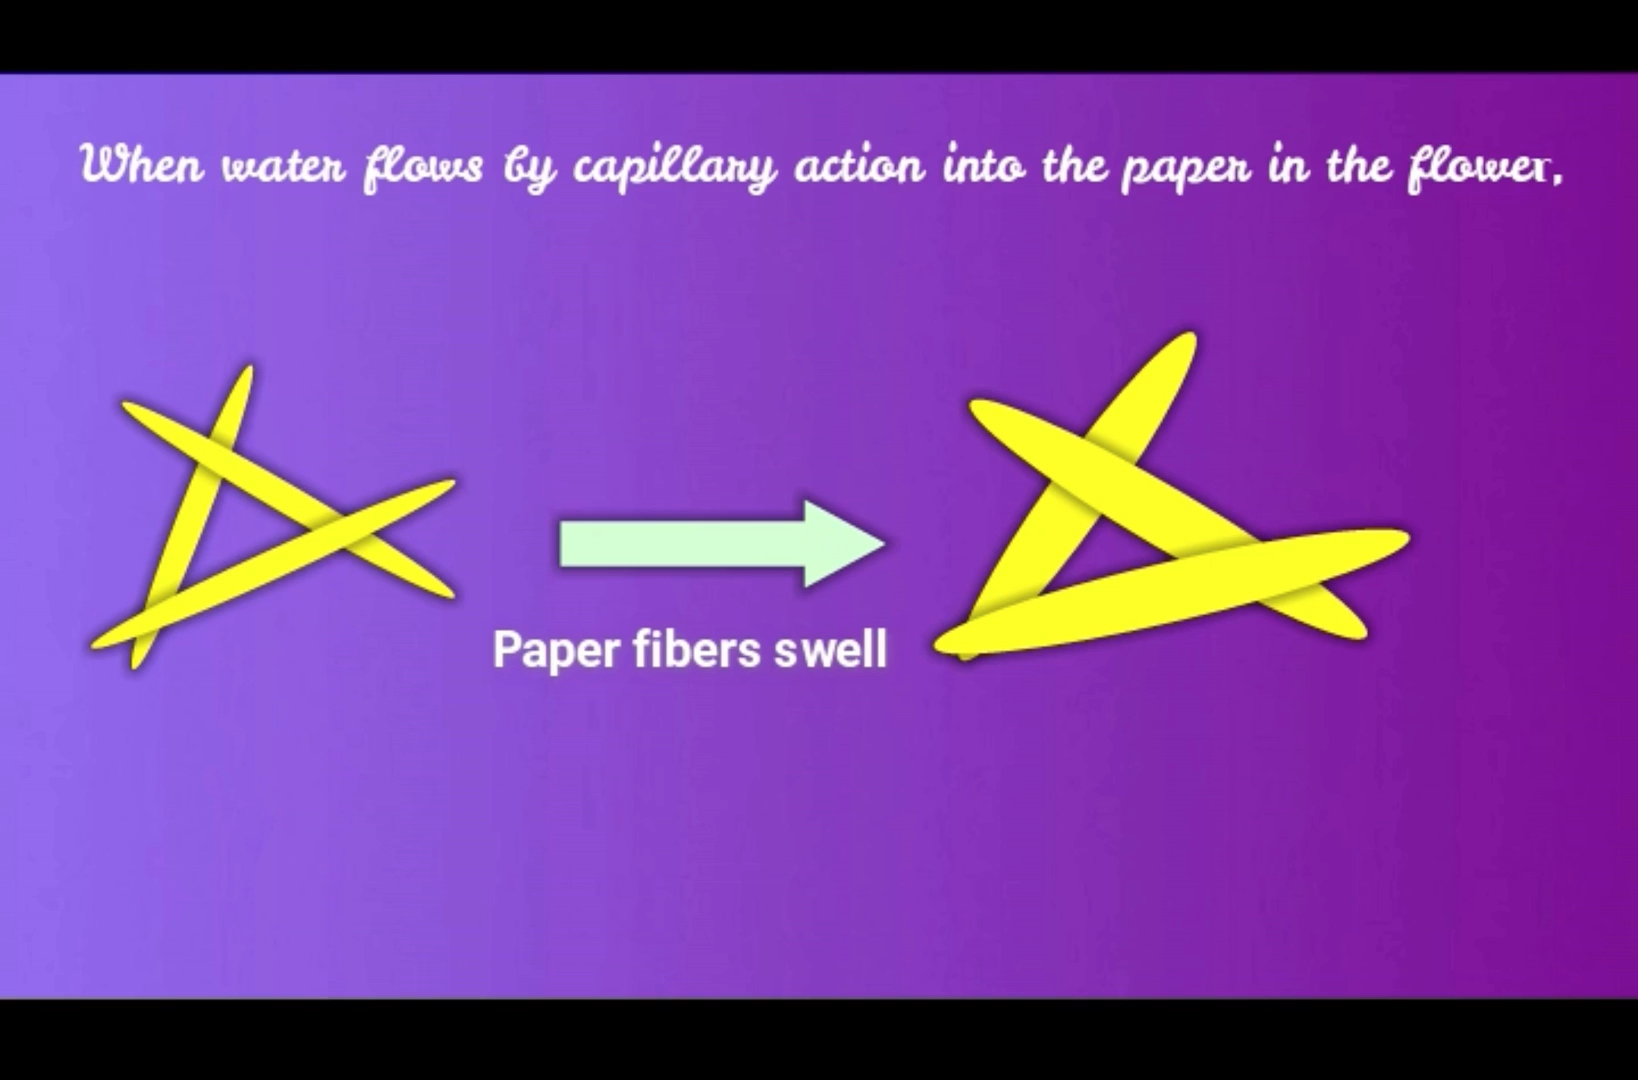 When water flows by capillary action into the paper in the flower,
Paper fibers swell